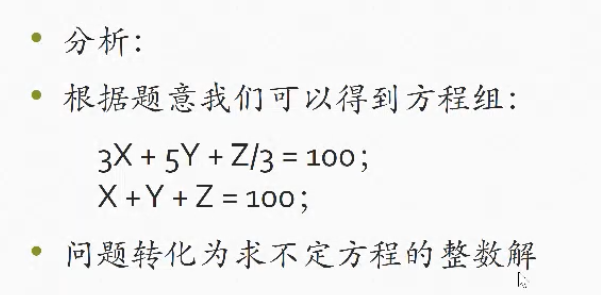 分析：
根据题意我们可以得到方程组：
3X + 5Y + Z/3 = 100；
X + Y + Z = 100；
问题转化为求不定方程的整数解